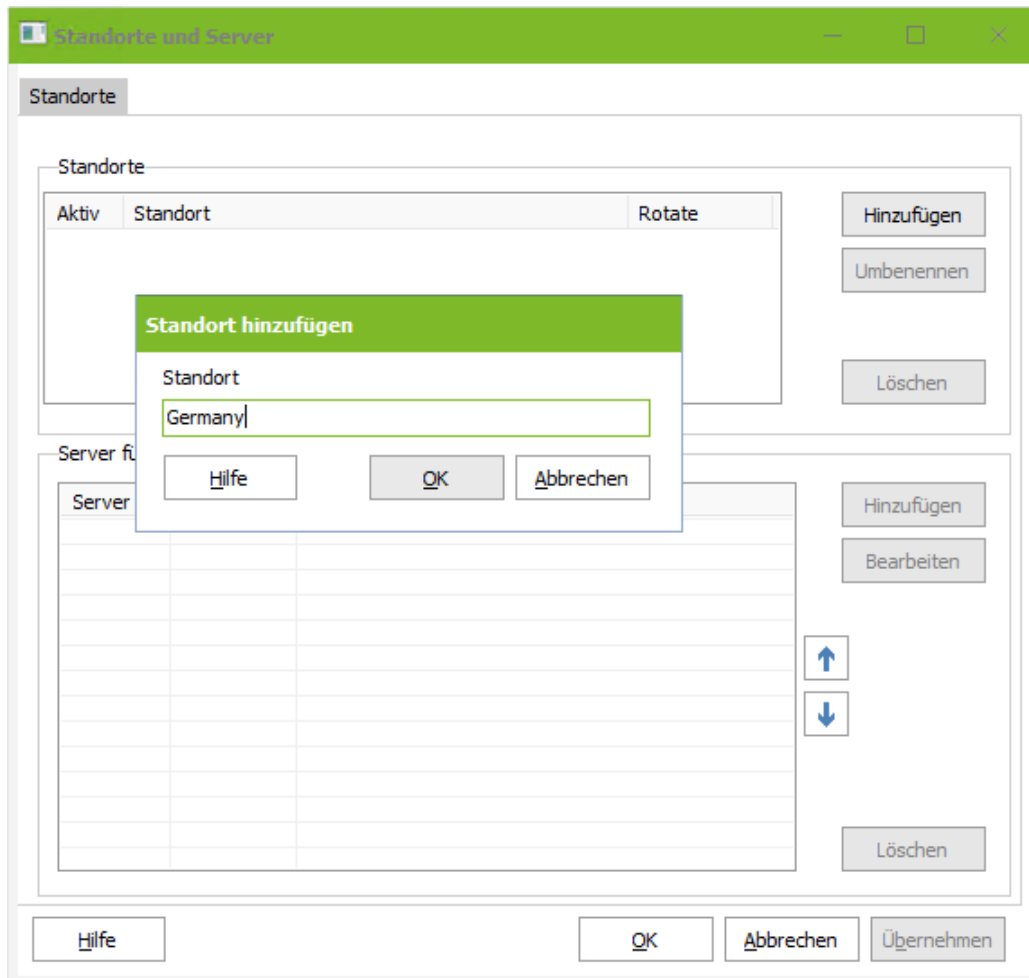 Standorte und Server
Standorte
Standorte
Aktiv Standort Rotate
Hinzufügen
Umbenennen
Löschen
Standort hinzufügen
Standort
Germany
Hilfe OK Abbrechen
Server fü
Server
Hinzufügen
Bearbeiten
Löschen
Hilfe OK Abbrechen Übernehmen